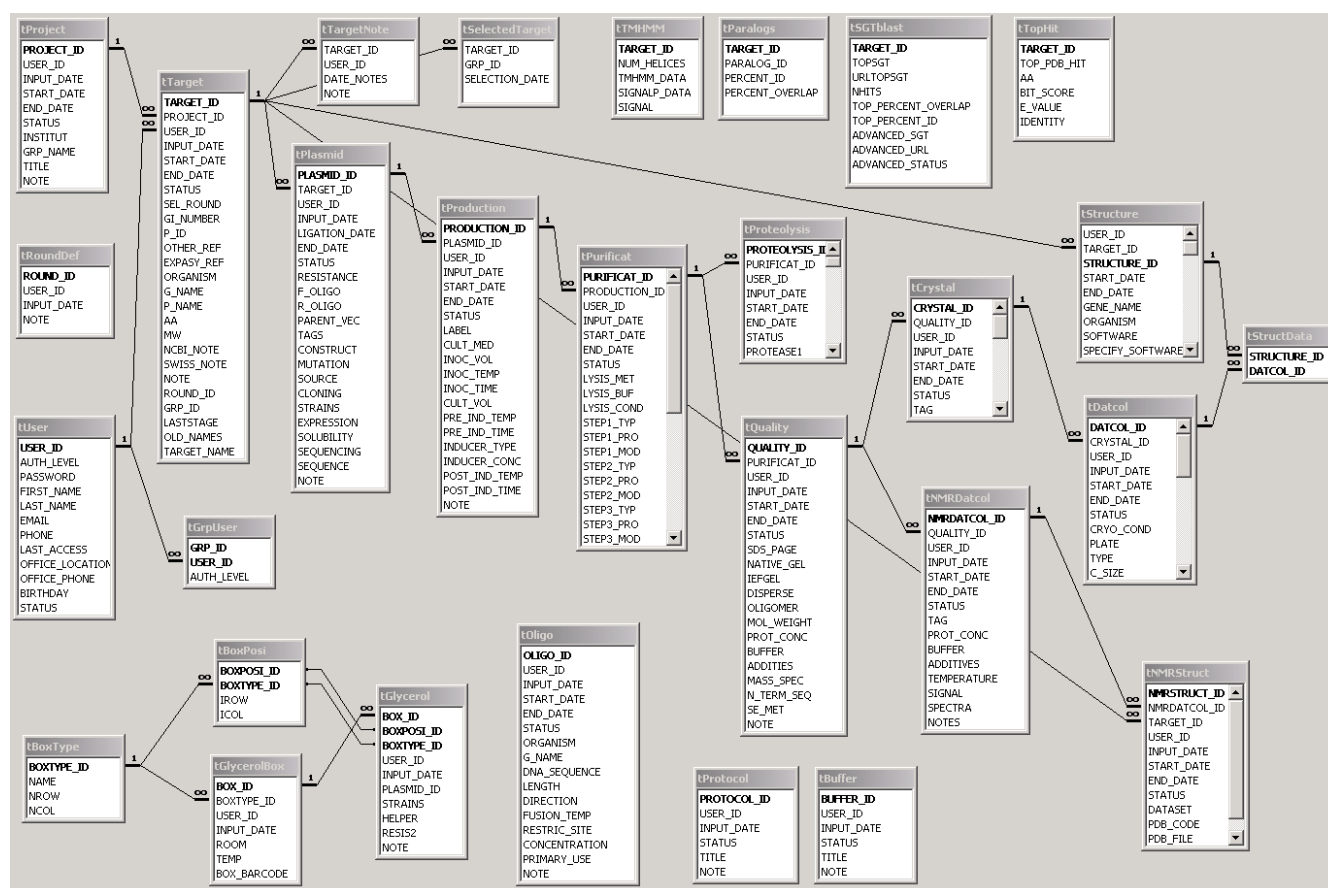 tProject
PROJECT_ID
USER_ID
INPUT_DATE
START_DATE
END_DATE
STATUS
INSTITUT
GRP_NAME
TITLE
NOTE
1
∞
∞
tTarget
TARGET_ID
PROJECT_ID
USER_ID
INPUT_DATE
START_DATE
END_DATE
STATUS
SEL_ROUND
GI_NUMBER
P_ID
OTHER_REF
EXPASY_REF
ORGANISM
G_NAME
P_NAME
AA
MW
NCBI_NOTE
SWISS_NOTE
NOTE
ROUND_ID
GRP_ID
LASTSTAGE
OLD_NAMES
TARGET_NAME
1
∞
tTargetNote
TARGET_ID
USER_ID
DATE_NOTES
NOTE
∞
tSelectedTarget
TARGET_ID
GRP_ID
SELECTION_DATE
tTMHMM
TARGET_ID
NUM_HELICES
TMHMM_DATA
SIGNALP_DATA
SIGNAL
tParalogs
TARGET_ID
PARALOG_ID
PERCENT_ID
PERCENT_OVERLAP
tSGTblast
TARGET_ID
TOPSGT
URLTOPSGT
NHITS
TOP_PERCENT_OVERLAP
TOP_PERCENT_ID
ADVANCED_SGT
ADVANCED_URL
ADVANCED_STATUS
tTopHit
TARGET_ID
TOP_PDB_HIT
AA
BIT_SCORE
E_VALUE
IDENTITY
∞
tPlasmid
PLASMID_ID
TARGET_ID
USER_ID
INPUT_DATE
LIGATION_DATE
END_DATE
STATUS
RESISTANCE
F_OLIGO
R_OLIGO
PARENT_VEC
TAGS
CONSTRUCT
MUTATION
SOURCE
CLONING
STRAINS
EXPRESSION
SOLUBILITY
SEQUENCING
SEQUENCE
NOTE
1
∞
tProduction
PRODUCTION_ID
PLASMID_ID
USER_ID
INPUT_DATE
START_DATE
END_DATE
STATUS
LABEL
CULT_MED
INOC_VOL
INOC_TEMP
INOC_TIME
CULT_VOL
PRE_IND_TEMP
PRE_IND_TIME
INDUCER_TYPE
INDUCER_CONC
POST_IND_TEMP
POST_IND_TIME
NOTE
1
∞
tPurificat
PURIFICAT_ID
PRODUCTION_ID
USER_ID
INPUT_DATE
START_DATE
END_DATE
STATUS
LYSIS_MET
LYSIS_BUF
LYSIS_COND
STEP1_TYP
STEP1_PRO
STEP1_MOD
STEP2_TYP
STEP2_PRO
STEP2_MOD
STEP3_TYP
STEP3_PRO
STEP3_MOD
1
∞
tProteolysis
PROTEOLYSIS_I
PURIFICAT_ID
USER_ID
INPUT_DATE
START_DATE
END_DATE
STATUS
PROTEASE1
∞
tQuality
QUALITY_ID
PURIFICAT_ID
USER_ID
INPUT_DATE
START_DATE
END_DATE
STATUS
SDS_PAGE
NATIVE_GEL
IEFGEL
DISPERSE
OLIGOMER
MOL_WEIGHT
PROT_CONC
BUFFER
ADDITIES
MASS_SPEC
N_TERM_SEQ
SE_MET
NOTE
1
∞
tCrystal
CRYSTAL_ID
QUALITY_ID
USER_ID
INPUT_DATE
START_DATE
END_DATE
STATUS
TAG
1
∞
tStructure
USER_ID
TARGET_ID
STRUCTURE_ID
START_DATE
END_DATE
GENE_NAME
ORGANISM
SOFTWARE
SPECIFY_SOFTWARE
1
∞
∞
tStructData
STRUCTURE_ID
DATCOL_ID
∞
tDatcol
DATCOL_ID
CRYSTAL_ID
USER_ID
INPUT_DATE
START_DATE
END_DATE
STATUS
CRYO_COND
PLATE
TYPE
C_SIZE
1
∞
tNMRDatcol
NMRDATCOL_ID
QUALITY_ID
USER_ID
INPUT_DATE
START_DATE
END_DATE
STATUS
TAG
PROT_CONC
BUFFER
ADDITIVES
TEMPERATURE
SIGNAL
SPECTRA
NOTES
1
∞
∞
tNMRStruct
NMRSTRUCT_ID
NMRDATCOL_ID
TARGET_ID
USER_ID
INPUT_DATE
START_DATE
END_DATE
STATUS
DATASET
PDB_CODE
PDB_FILE
tRoundDef
ROUND_ID
USER_ID
INPUT_DATE
NOTE
tUser
USER_ID
AUTH_LEVEL
PASSWORD
FIRST_NAME
LAST_NAME
EMAIL
PHONE
LAST_ACCESS
OFFICE_LOCATION
OFFICE_PHONE
BIRTHDAY
STATUS
1
∞
tGrpUser
GRP_ID
USER_ID
AUTH_LEVEL
tBoxType
BOXTYPE_ID
NAME
NROW
NCOL
1
∞
tBoxPosi
BOXPOSI_ID
BOXTYPE_ID
IROW
ICOL
∞
tGlycerolBox
BOX_ID
BOXTYPE_ID
USER_ID
INPUT_DATE
ROOM
TEMP
BOX_BARCODE
1
∞
tGlycerol
BOX_ID
BOXPOSI_ID
BOXTYPE_ID
USER_ID
INPUT_DATE
PLASMID_ID
STRAINS
HELPER
RESIS2
NOTE
tOligo
OLIGO_ID
USER_ID
INPUT_DATE
START_DATE
END_DATE
STATUS
ORGANISM
G_NAME
DNA_SEQUENCE
LENGTH
DIRECTION
FUSION_TEMP
RESTRIC_SITE
CONCENTRATION
PRIMARY_USE
NOTE
tProtocol
PROTOCOL_ID
USER_ID
INPUT_DATE
STATUS
TITLE
NOTE
tBuffer
BUFFER_ID
USER_ID
INPUT_DATE
STATUS
TITLE
NOTE